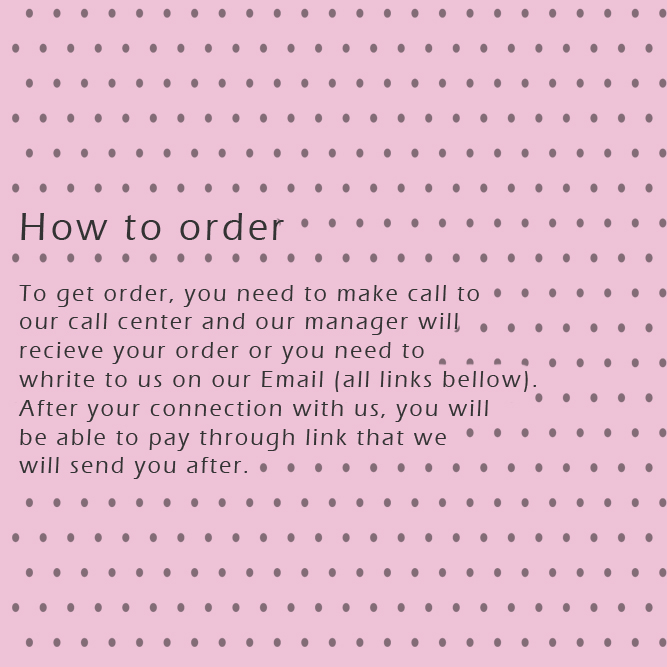 How to order
To get order, you need to make call to
our call center and our manager will
recieve your order or you need to
whrite to us on our Email (all links bellow).
After your connection with us, you will
be able to pay through link that we
will send you after.